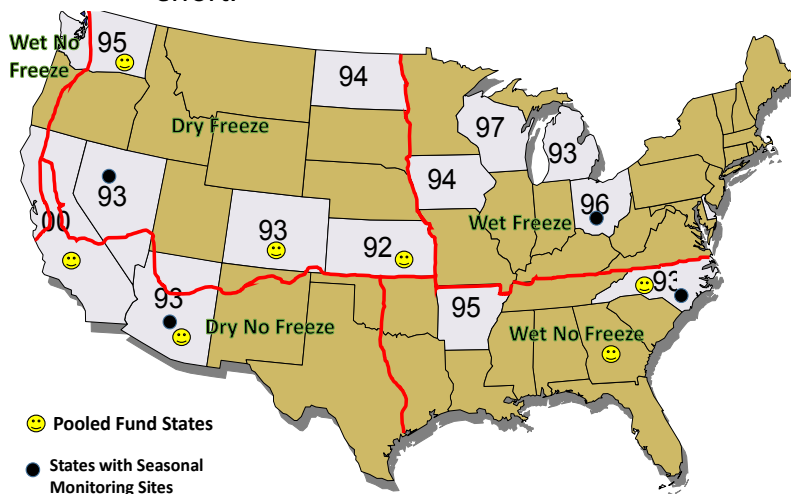 Wet No
Freeze
95
94
97
93
Dry Freeze
94
96
93
Wet Freeze
00
93
92
93
93
95
Dry No Freeze
Wet No Freeze
Pooled Fund States
States with Seasonal
Monitoring Sites